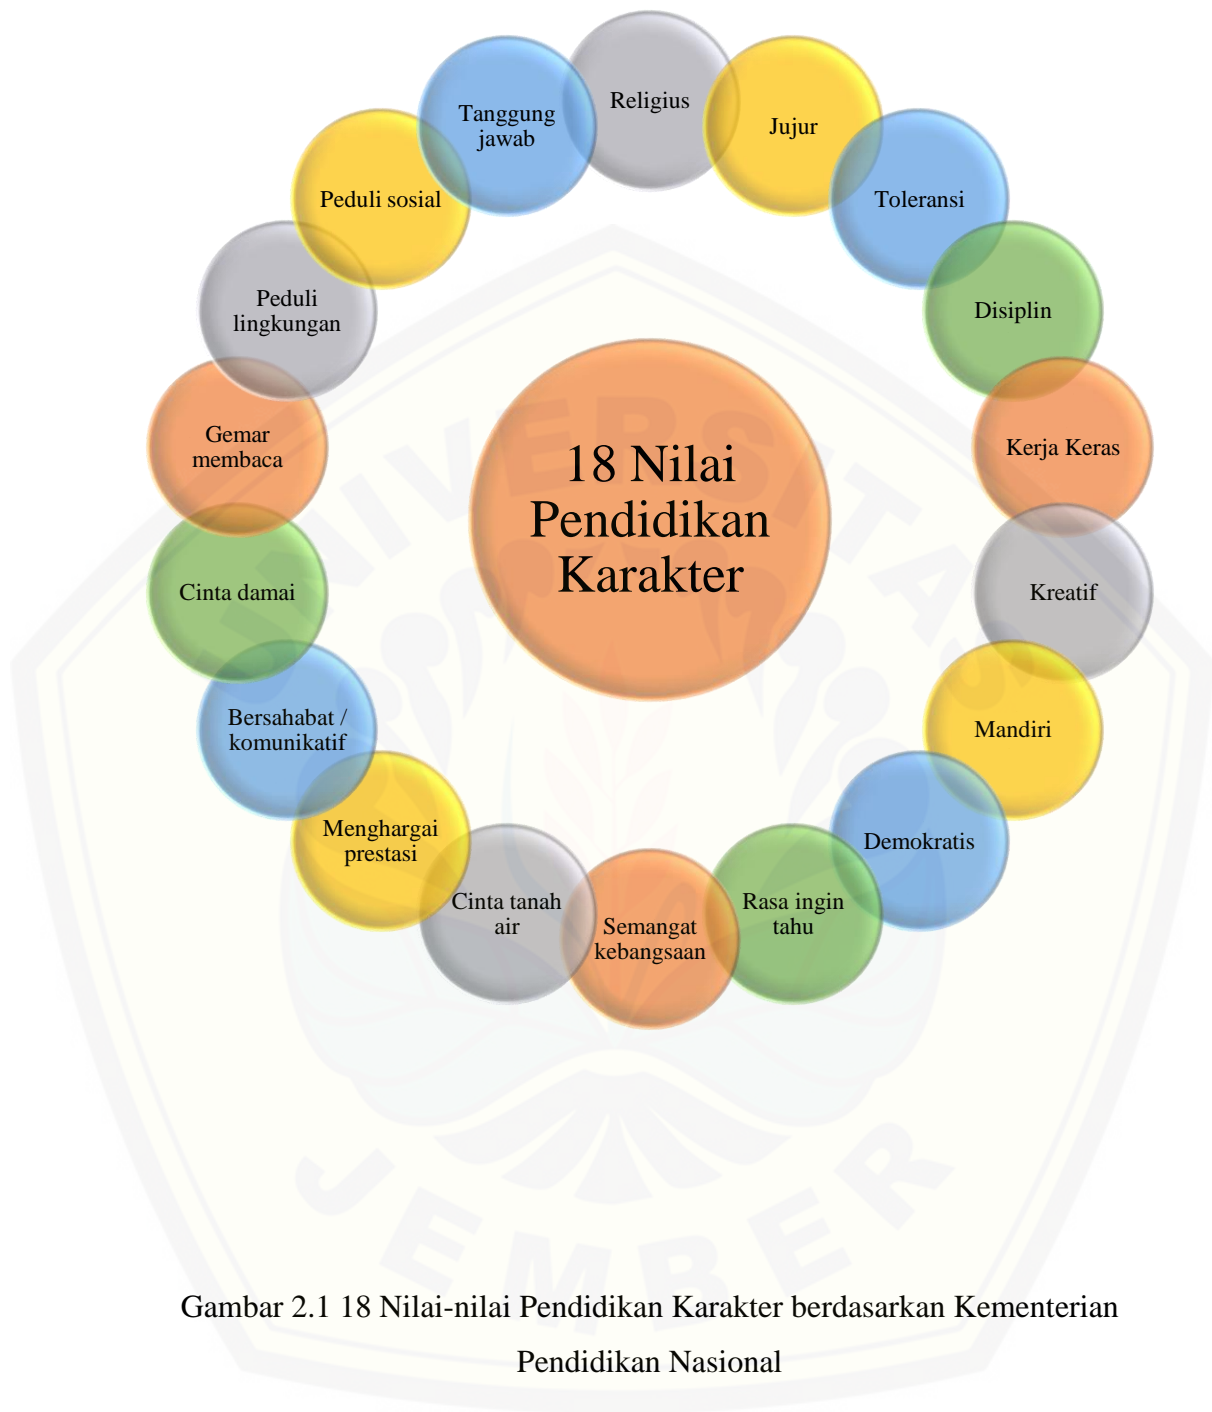 Religius
Jujur
Toleransi
Disiplin
Kerja Keras
Kreatif
Mandiri
Demokratis
Rasa ingin
tahu
Semangat
kebangsaan
Cinta tanah
air
Menghargai
prestasi
Bersahabat /
komunikatif
Cinta damai
Gemar
membaca
Peduli
lingkungan
Peduli sosial
Tanggung
jawab
18 Nilai
Pendidikan
Karakter
UNIVERSITAS
JEMBER
Gambar 2.1 18 Nilai-nilai Pendidikan Karakter berdasarkan Kementerian
Pendidikan Nasional